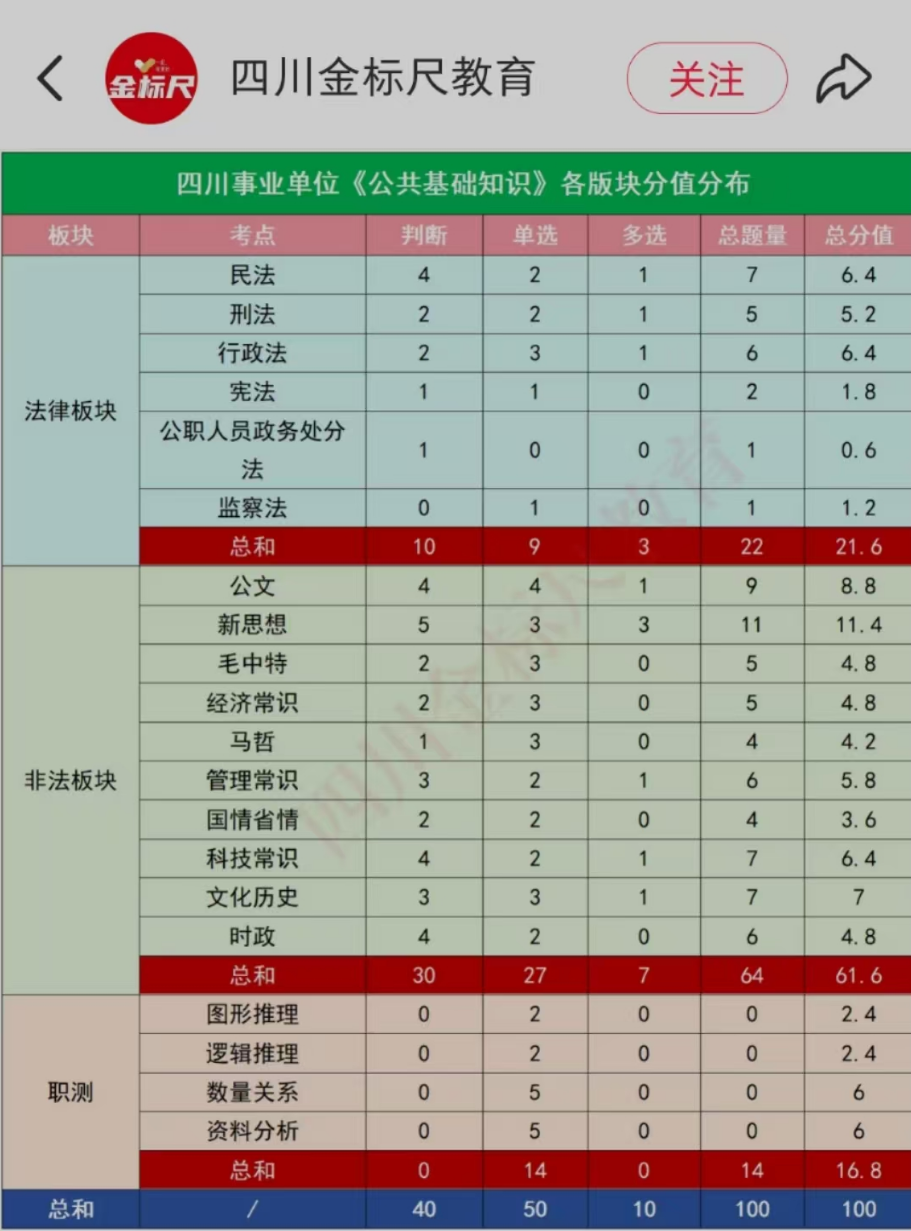 金标尺
四川金标尺教育
关注
四川事业单位《公共基础知识》各版块分值分布
板块 考点 判断 单选 多选 总题量 总分值
法律板块
民法 4 2 1 7 6.4
刑法 2 2 1 5 5.2
行政法 2 3 1 6 6.4
宪法 1 1 0 2 1.8
公职人员政务处分
法
1 0 0 1 0.6
监察法 0 1 0 1 1.2
总和 10 9 3 22 21.6
非法板块
公文 4 4 1 9 8.8
新思想 5 3 3 11 11.4
毛中特 2 3 0 5 4.8
经济常识 2 3 0 5 4.8
马哲 1 3 0 4 4.2
管理常识 3 2 1 6 5.8
国情省情 2 2 0 4 3.6
科技常识 4 2 1 7 6.4
文化历史 3 3 1 7 7
时政 4 2 0 6 4.8
总和 30 27 7 64 61.6
职测
图形推理 0 2 0 0 2.4
逻辑推理 0 2 0 0 2.4
数量关系 0 5 0 0 6
资料分析 0 5 0 0 6
总和 0 14 0 14 16.8
总和 / 40 50 10 100 100
四川金标尺教育